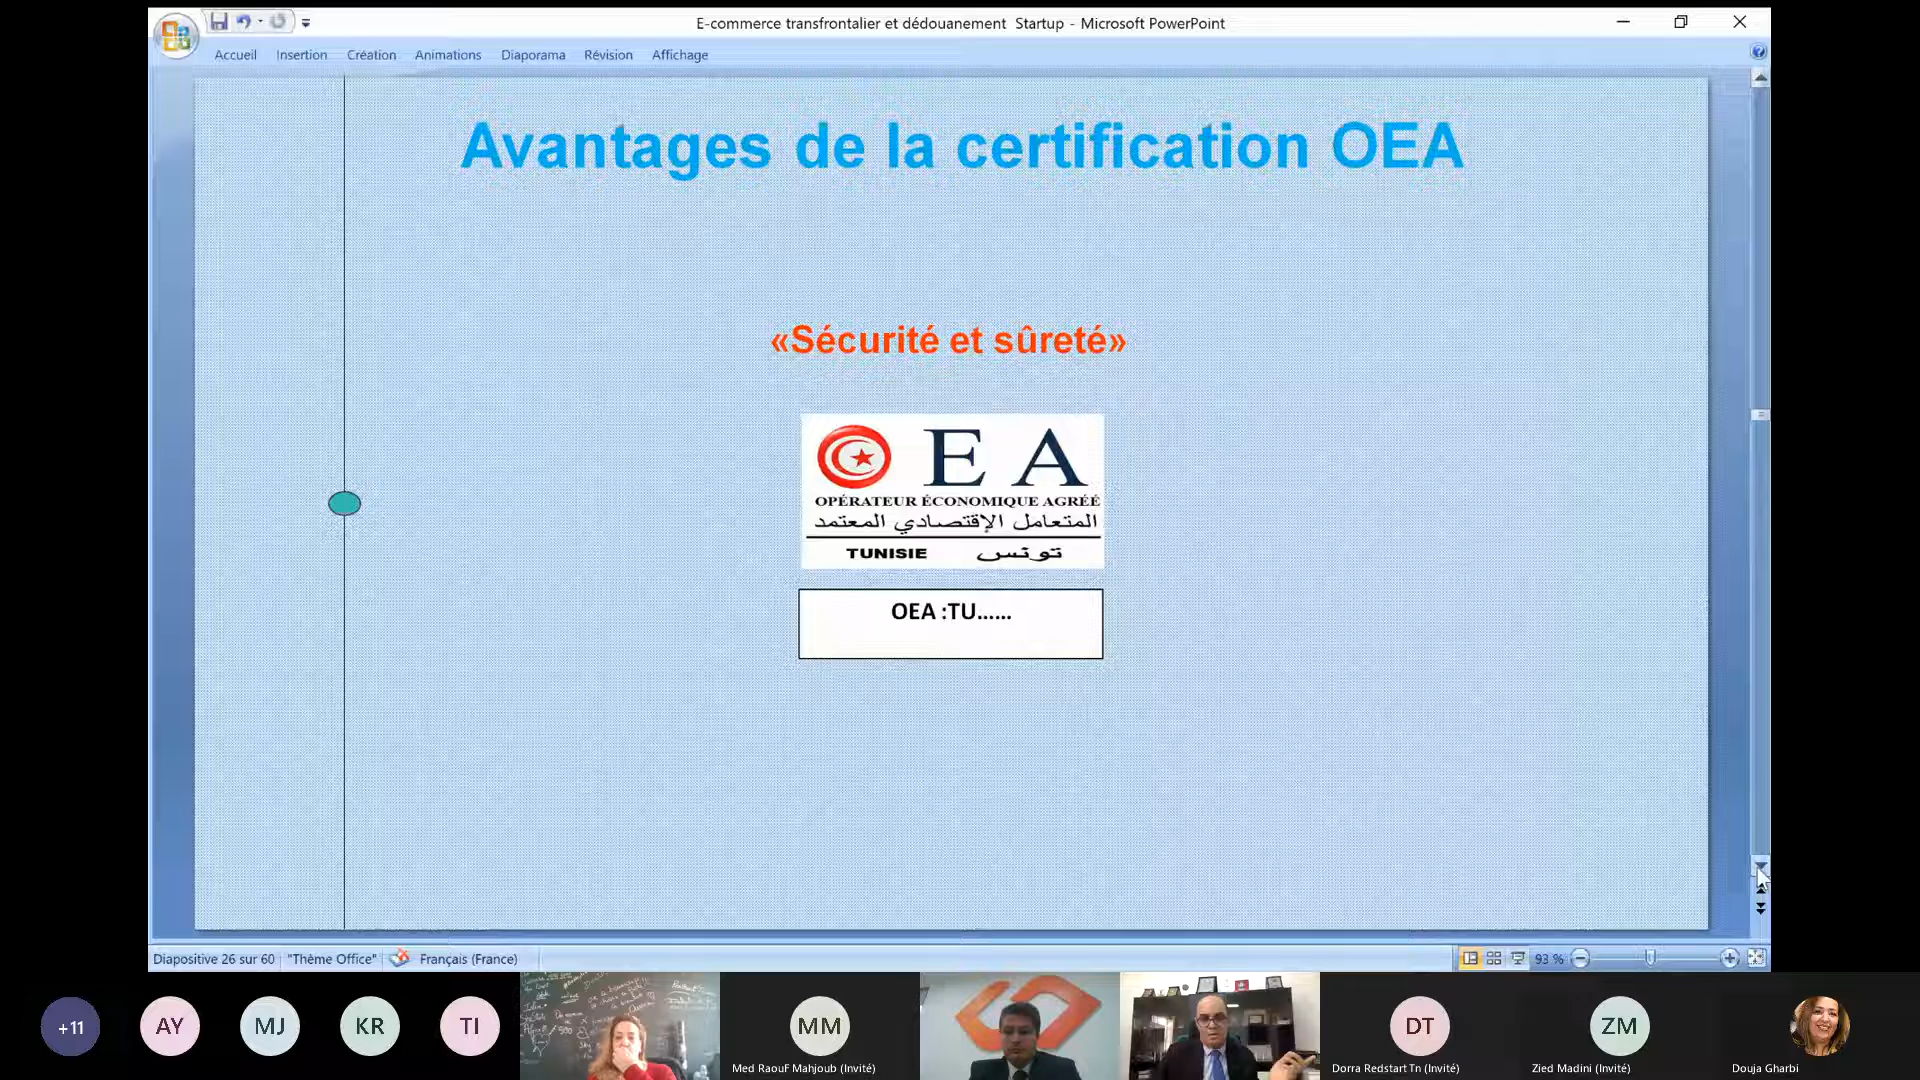 E-commerce transfrontalier et dédouanement Startup - Microsoft PowerPoint
Accueil Insertion Création Animations Diaporama Révision Affichage
Avantages de la certification OEA
«Sécurité et sûreté»
E A
OPÉRATEUR ÉCONOMIQUE AGRÉÉ
المتعامل الإقتصادي المعتمد
TUNISIE تونس
OEA :TU......
Diapositive 26 sur 60 "Thème Office" Français (France) 93 %
+11 AY MJ KR TI MM DT ZM
Med Raouf Mahjoub (Invité) Dorra Redstart Tn (Invité) Zied Madini (Invité) Douja Gharbi